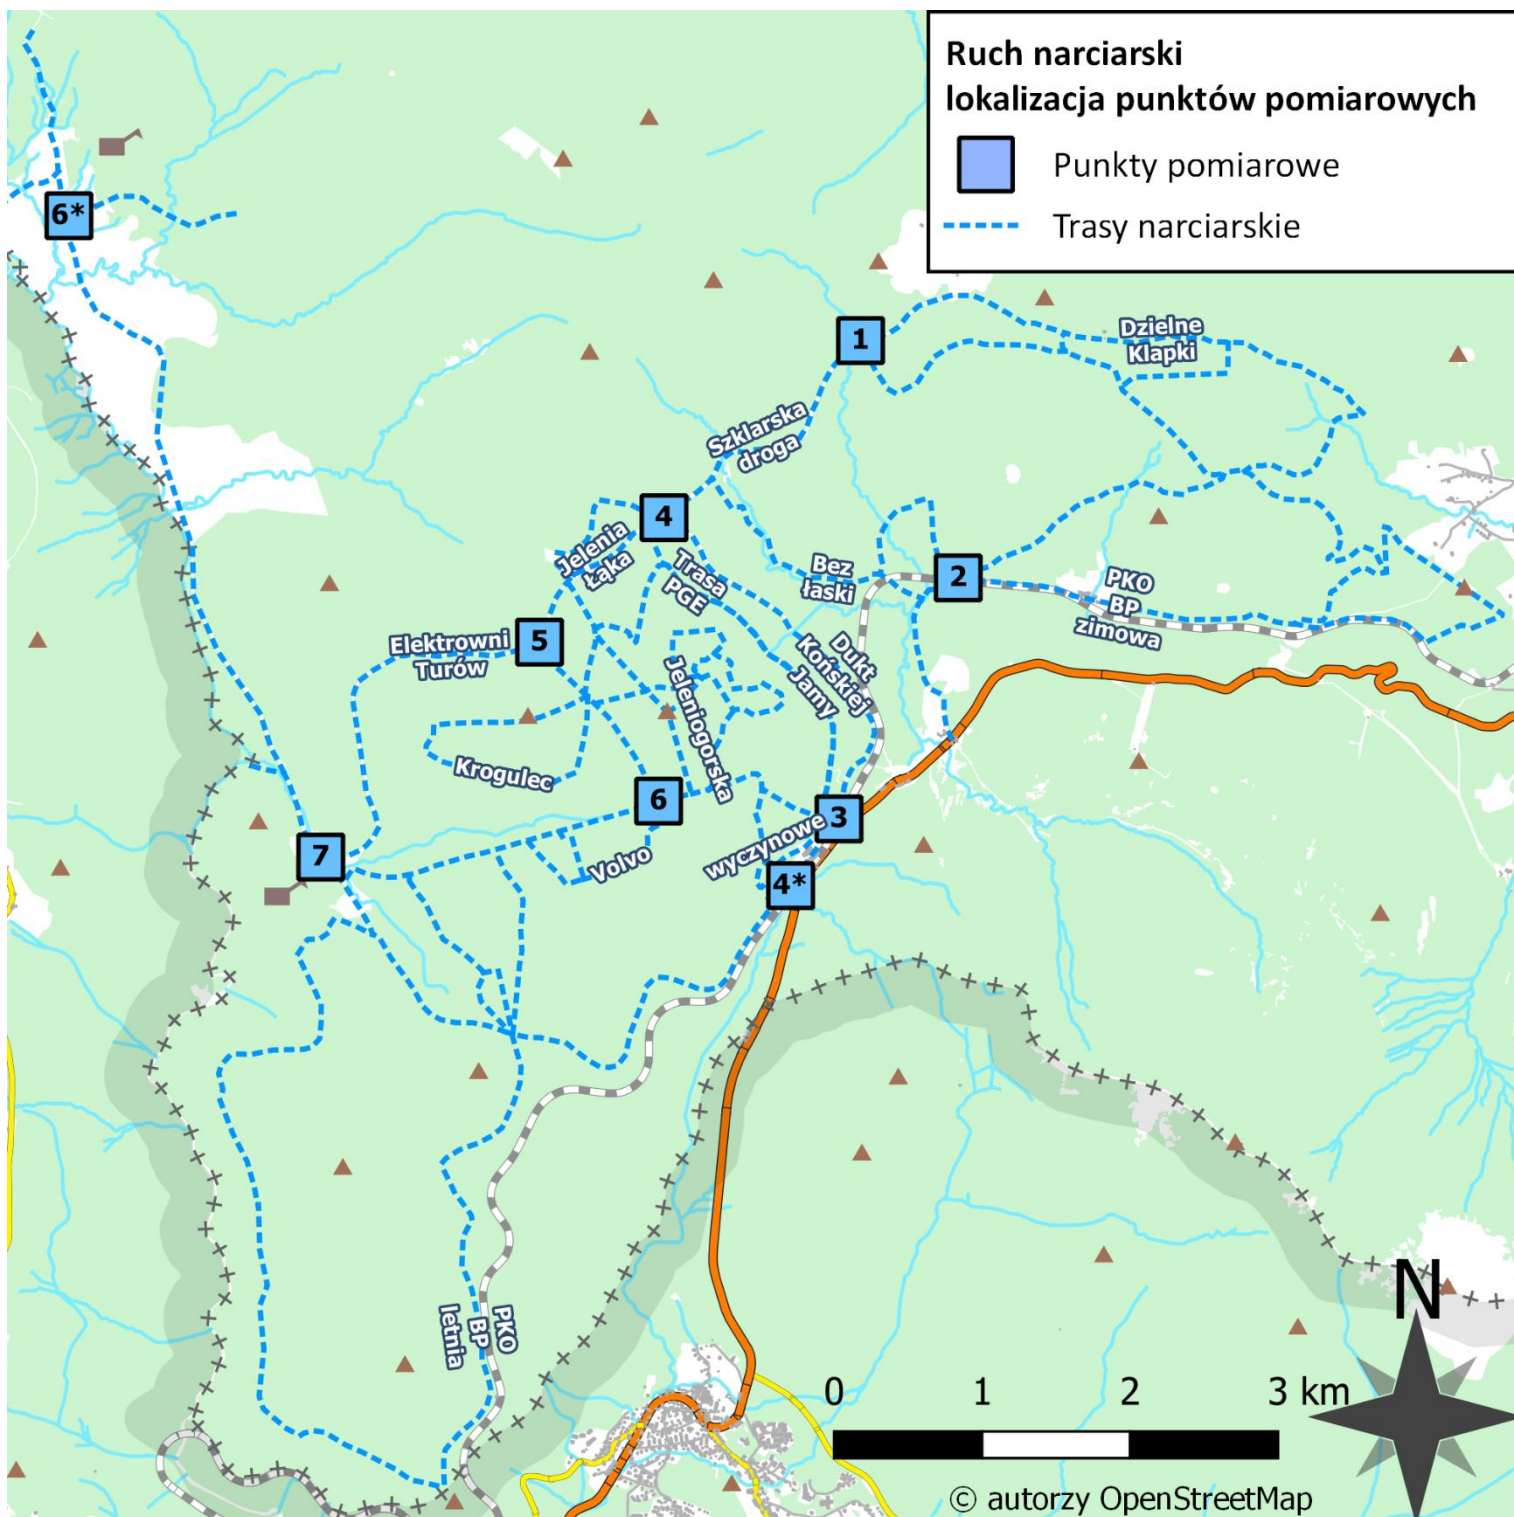 Ruch narciarski
lokalizacja punktów pomiarowych
Punkty pomiarowe
Trasy narciarskie
6*
1
Dzielne
Klapki
Szklarska
droga
4
Jelenia
Łąka
Trasa
PGE
Bez
łaski
2
PKO
BP
zimowa
5
Elektrowni
Turów
Dukt
Końskiej
Jamy
Jeleniogorska
Krogulec
6
3
wyczynowe
Volvo
7
4*
PKO
BP
letnia
N
0 1 2 3 km
© autorzy OpenStreetMap